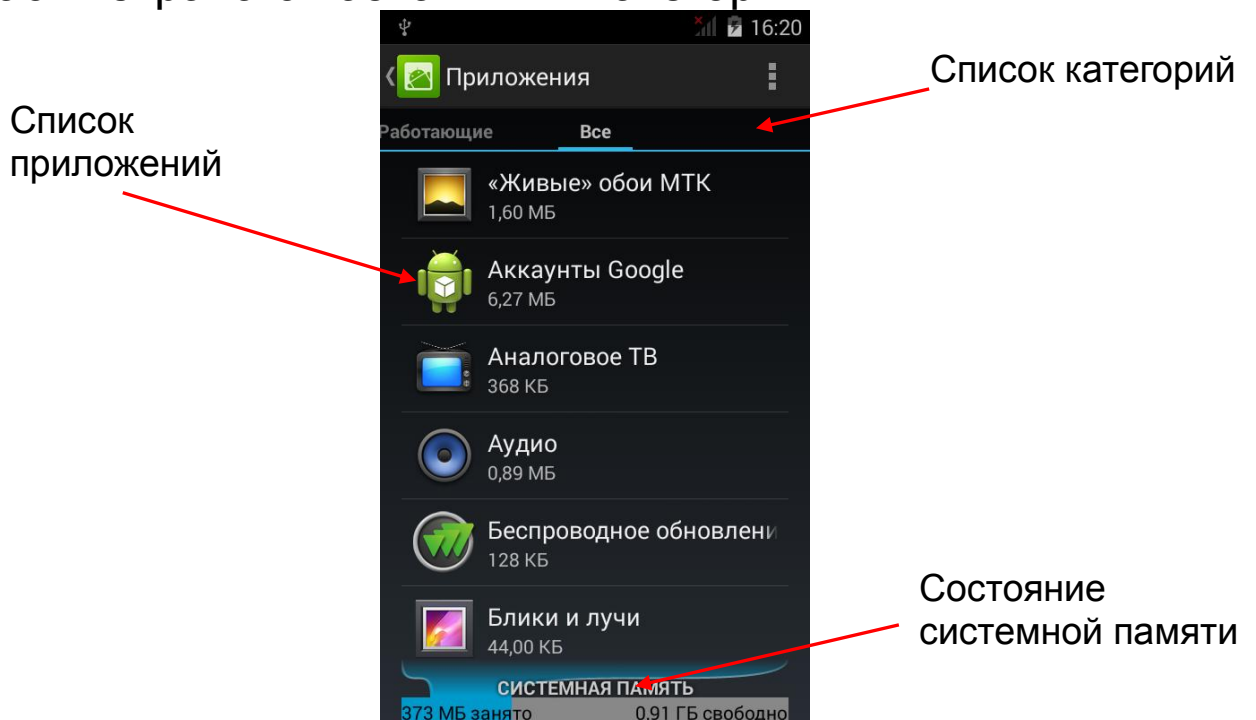 16:20
Приложения
Список категорий
Список
приложений
Работающие Все
«Живые» обои МТК
1,60 МБ
Аккаунты Google
6,27 МБ
Аналоговое ТВ
368 КБ
Аудио
0,89 МБ
Беспроводное обновлени
128 КБ
Блики и лучи
44,00 КБ
Состояние
системной памяти
СИСТЕМНАЯ ПАМЯТЬ
373 МБ занято 0,91 ГБ свободно